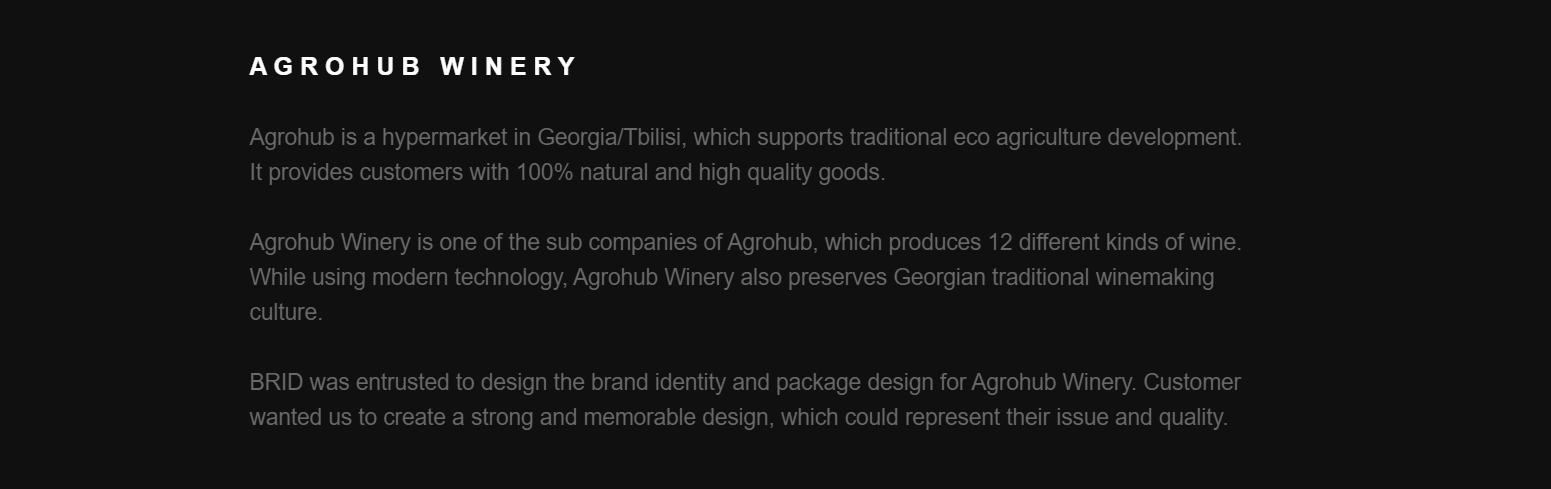 AGROHUB WINERY
Agrohub is a hypermarket in Georgia/Tbilisi, which supports traditional eco agriculture development.
It provides customers with 100% natural and high quality goods.
Agrohub Winery is one of the sub companies of Agrohub, which produces 12 different kinds of wine.
While using modern technology, Agrohub Winery also preserves Georgian traditional winemaking
culture.
BRID was entrusted to design the brand identity and package design for Agrohub Winery. Customer
wanted us to create a strong and memorable design, which could represent their issue and quality.